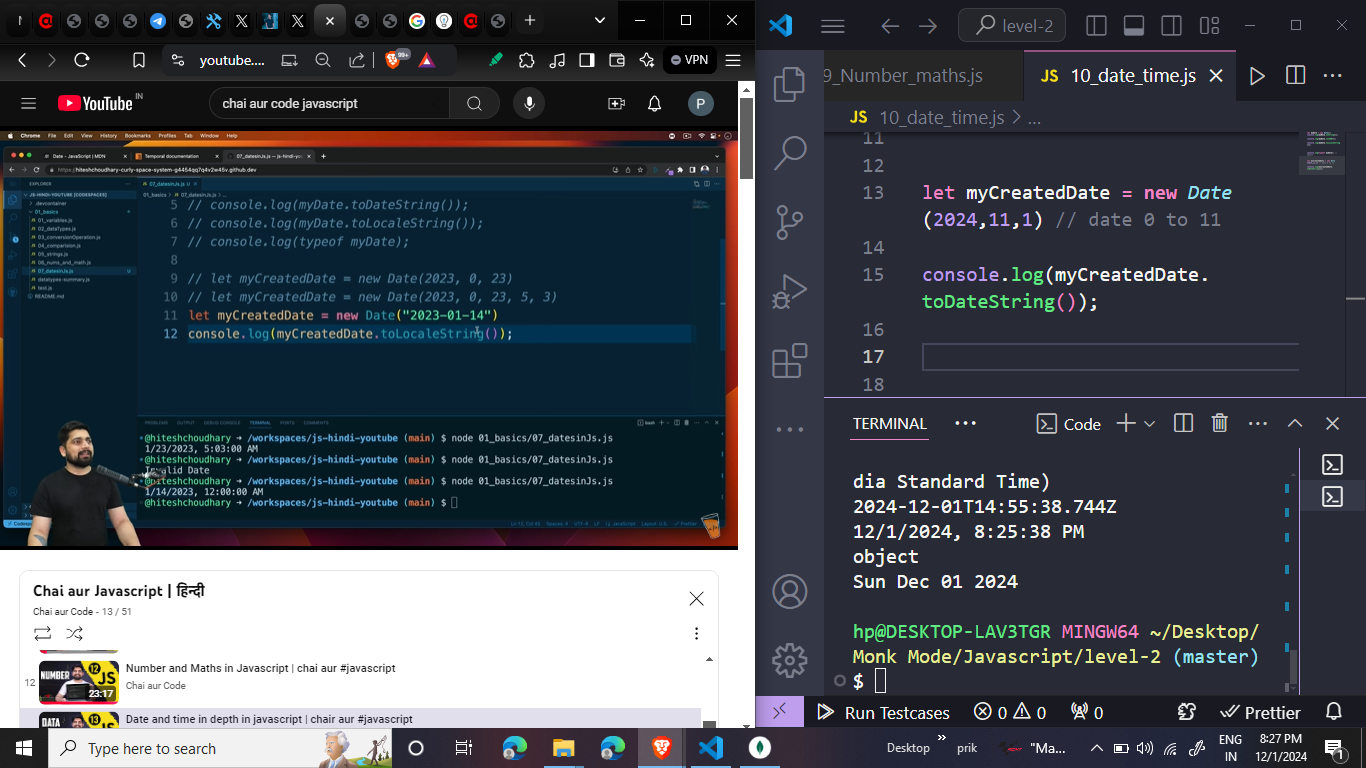 youtube....
99+
VPN
YouTube IN
chai aur code javascript
P
Chrome File Edit View History Bookmarks Profiles Tab Window Help
Date - JavaScript | MDN
Temporal documentation
07_datesinJs.js — js-hindi-yout
https://hiteshchoudhary-curly-space-system-g4454qq7q4v2w45v.github.dev
EXPLORER
07_datesinJs.js U
JS-HINDI-YOUTUBE [CODESPACES]
01_basics > 07_datesinJs.js > ...
.devcontainer
01_basics
01_variables.js
02_dataTypes.js
03_conversionOperation.js
04_comparision.js
05_strings.js
06_nums_and_math.js
07_datesinJs.js U
datatypes-summary.js
test.js
README.md
5 // console.log(myDate.toDateString());
6 // console.log(myDate.toLocaleString());
7 // console.log(typeof myDate);
8
9 // let myCreatedDate = new Date(2023, 0, 23)
10 // let myCreatedDate = new Date(2023, 0, 23, 5, 3)
11 let myCreatedDate = new Date("2023-01-14")
12 console.log(myCreatedDate.toLocaleString());
PROBLEMS OUTPUT DEBUG CONSOLE TERMINAL PORTS COMMENTS
bash
@hiteshchoudhary → /workspaces/js-hindi-youtube (main) $ node 01_basics/07_datesinJs.js
1/23/2023, 5:03:00 AM
@hiteshchoudhary → /workspaces/js-hindi-youtube (main) $ node 01_basics/07_datesinJs.js
Invalid Date
@hiteshchoudhary → /workspaces/js-hindi-youtube (main) $ node 01_basics/07_datesinJs.js
1/14/2023, 12:00:00 AM
@hiteshchoudhary → /workspaces/js-hindi-youtube (main) $
Chai aur Javascript | हिन्दी
Chai aur Code - 13 / 51
12
NUMBER
12
JS
23:17
Number and Maths in Javascript | chai aur #javascript
Chai aur Code
DATA
13
Date and time in depth in javascript | chair aur #javascript
level-2
9_Number_maths.js
JS 10_date_time.js
JS 10_date_time.js > ...
11
12
13 let myCreatedDate = new Date
(2024,11,1) // date 0 to 11
14
15 console.log(myCreatedDate.
toDateString());
16
17
18
TERMINAL
Code
dia Standard Time)
2024-12-01T14:55:38.744Z
12/1/2024, 8:25:38 PM
object
Sun Dec 01 2024
hp@DESKTOP-LAV3TGR MINGW64 ~/Desktop/
Monk Mode/Javascript/level-2 (master)
$
Run Testcases
0 0
0
Prettier
Type here to search
Desktop
prik
"Ma...
ENG
IN
8:27 PM
12/1/2024
1